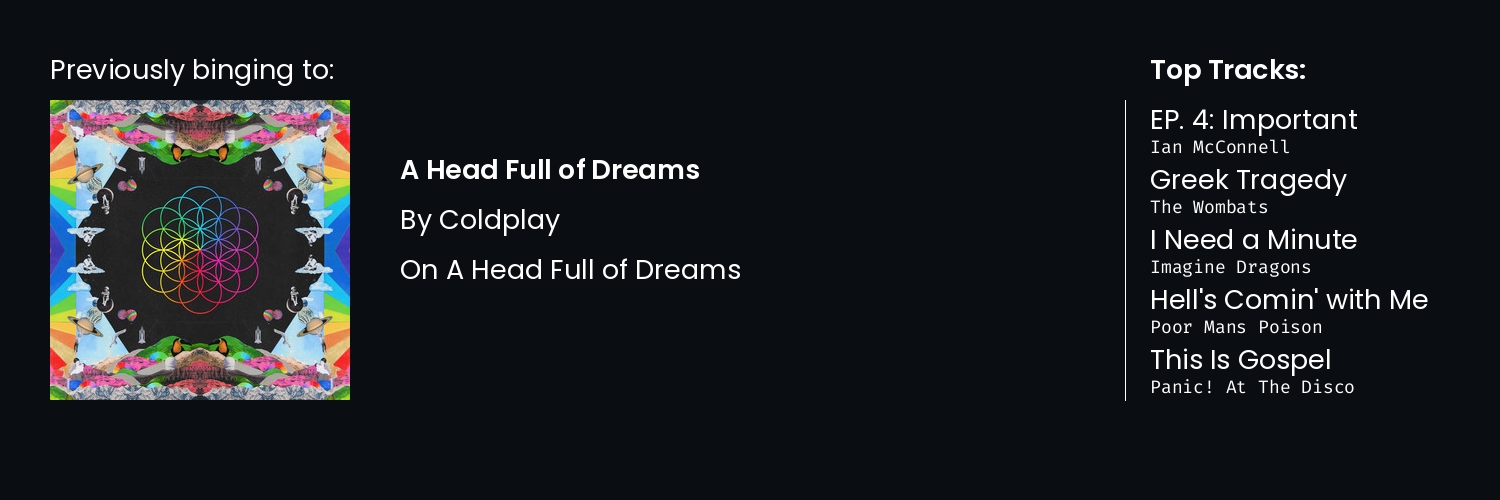 Previously binging to:
A Head Full of Dreams
By Coldplay
On A Head Full of Dreams
Top Tracks:
EP. 4: Important
Ian McConnell
Greek Tragedy
The Wombats
I Need a Minute
Imagine Dragons
Hell's Comin' with Me
Poor Mans Poison
This Is Gospel
Panic! At The Disco